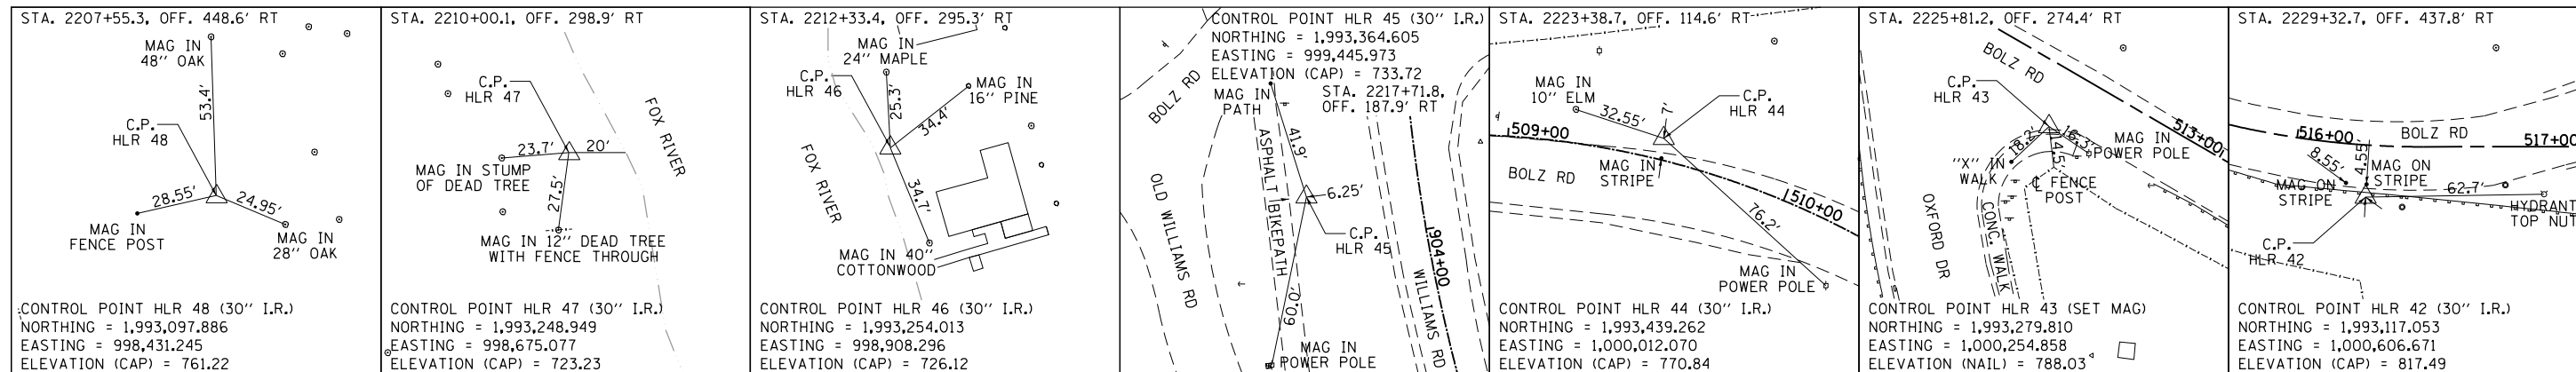 STA. 2207+55.3, OFF. 448.6' RT
MAG IN
48'' OAK
53.4'
C.P.
HLR 48
28.55'
24.95'
MAG IN
FENCE POST
MAG IN
28'' OAK
CONTROL POINT HLR 48 (30'' I.R.)
NORTHING = 1,993,097.886
EASTING = 998,431.245
ELEVATION (CAP) = 761.22
STA. 2210+00.1, OFF. 298.9' RT
C.P.
HLR 47
FOX RIVER
23.7'
20'
MAG IN STUMP
OF DEAD TREE
27.5'
MAG IN 12'' DEAD TREE
WITH FENCE THROUGH
CONTROL POINT HLR 47 (30'' I.R.)
NORTHING = 1,993,248.949
EASTING = 998,675.077
ELEVATION (CAP) = 723.23
STA. 2212+33.4, OFF. 295.3' RT
MAG IN
24'' MAPLE
C.P.
HLR 46
25.3'
MAG IN
16'' PINE
34.4'
FOX RIVER
34.7'
MAG IN 40''
COTTONWOOD
CONTROL POINT HLR 46 (30'' I.R.)
NORTHING = 1,993,254.013
EASTING = 998,908.296
ELEVATION (CAP) = 726.12
CONTROL POINT HLR 45 (30'' I.R.)
NORTHING = 1,993,364.605
EASTING = 999,445.973
ELEVATION (CAP) = 733.72
STA. 2217+71.8,
OFF. 187.9' RT
BOLZ RD
MAG IN
PATH
41.9'
ASPHALT BIKEPATH
6.25'
OLD WILLIAMS RD
C.P.
HLR 45
904+00
WILLIAMS RD
60.0'
MAG IN
POWER POLE
STA. 2223+38.7, OFF. 114.6' RT
MAG IN
10'' ELM
32.55'
7'
C.P.
HLR 44
509+00
MAG IN
STRIPE
BOLZ RD
510+00
76.2'
MAG IN
POWER POLE
CONTROL POINT HLR 44 (30'' I.R.)
NORTHING = 1,993,439.262
EASTING = 1,000,012.070
ELEVATION (CAP) = 770.84
STA. 2225+81.2, OFF. 274.4' RT
BOLZ RD
C.P.
HLR 43
513+00
18.2'
16.3'
MAG IN
POWER POLE
4.5'
"X" IN
WALK
℄ FENCE
POST
OXFORD DR
CONC. WALK
CONTROL POINT HLR 43 (SET MAG)
NORTHING = 1,993,279.810
EASTING = 1,000,254.858
ELEVATION (NAIL) = 788.03
STA. 2229+32.7, OFF. 437.8' RT
516+00
BOLZ RD
517+00
8.55'
4.55'
MAG ON
STRIPE
MAG ON
STRIPE
62.7'
HYDRANT
TOP NUT
C.P.
HLR 42
CONTROL POINT HLR 42 (30'' I.R.)
NORTHING = 1,993,117.053
EASTING = 1,000,606.671
ELEVATION (CAP) = 817.49